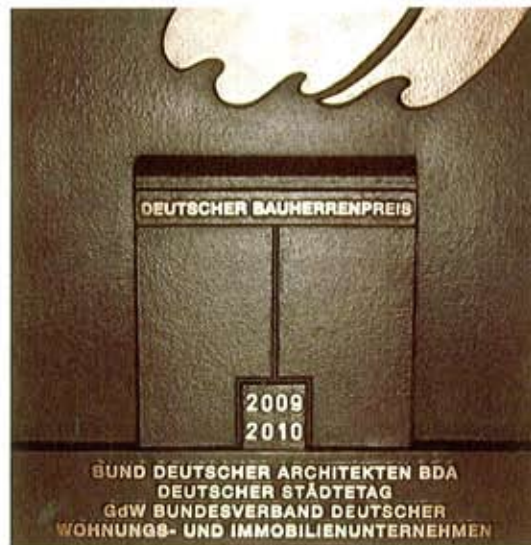 DEUTSCHER BAUHERRENPREIS
2009
2010
BUND DEUTSCHER ARCHITEKTEN BDA
DEUTSCHER STÄDTETAG
GdW BUNDESVERBAND DEUTSCHER
WOHNUNGS- UND IMMOBILIENUNTERNEHMEN